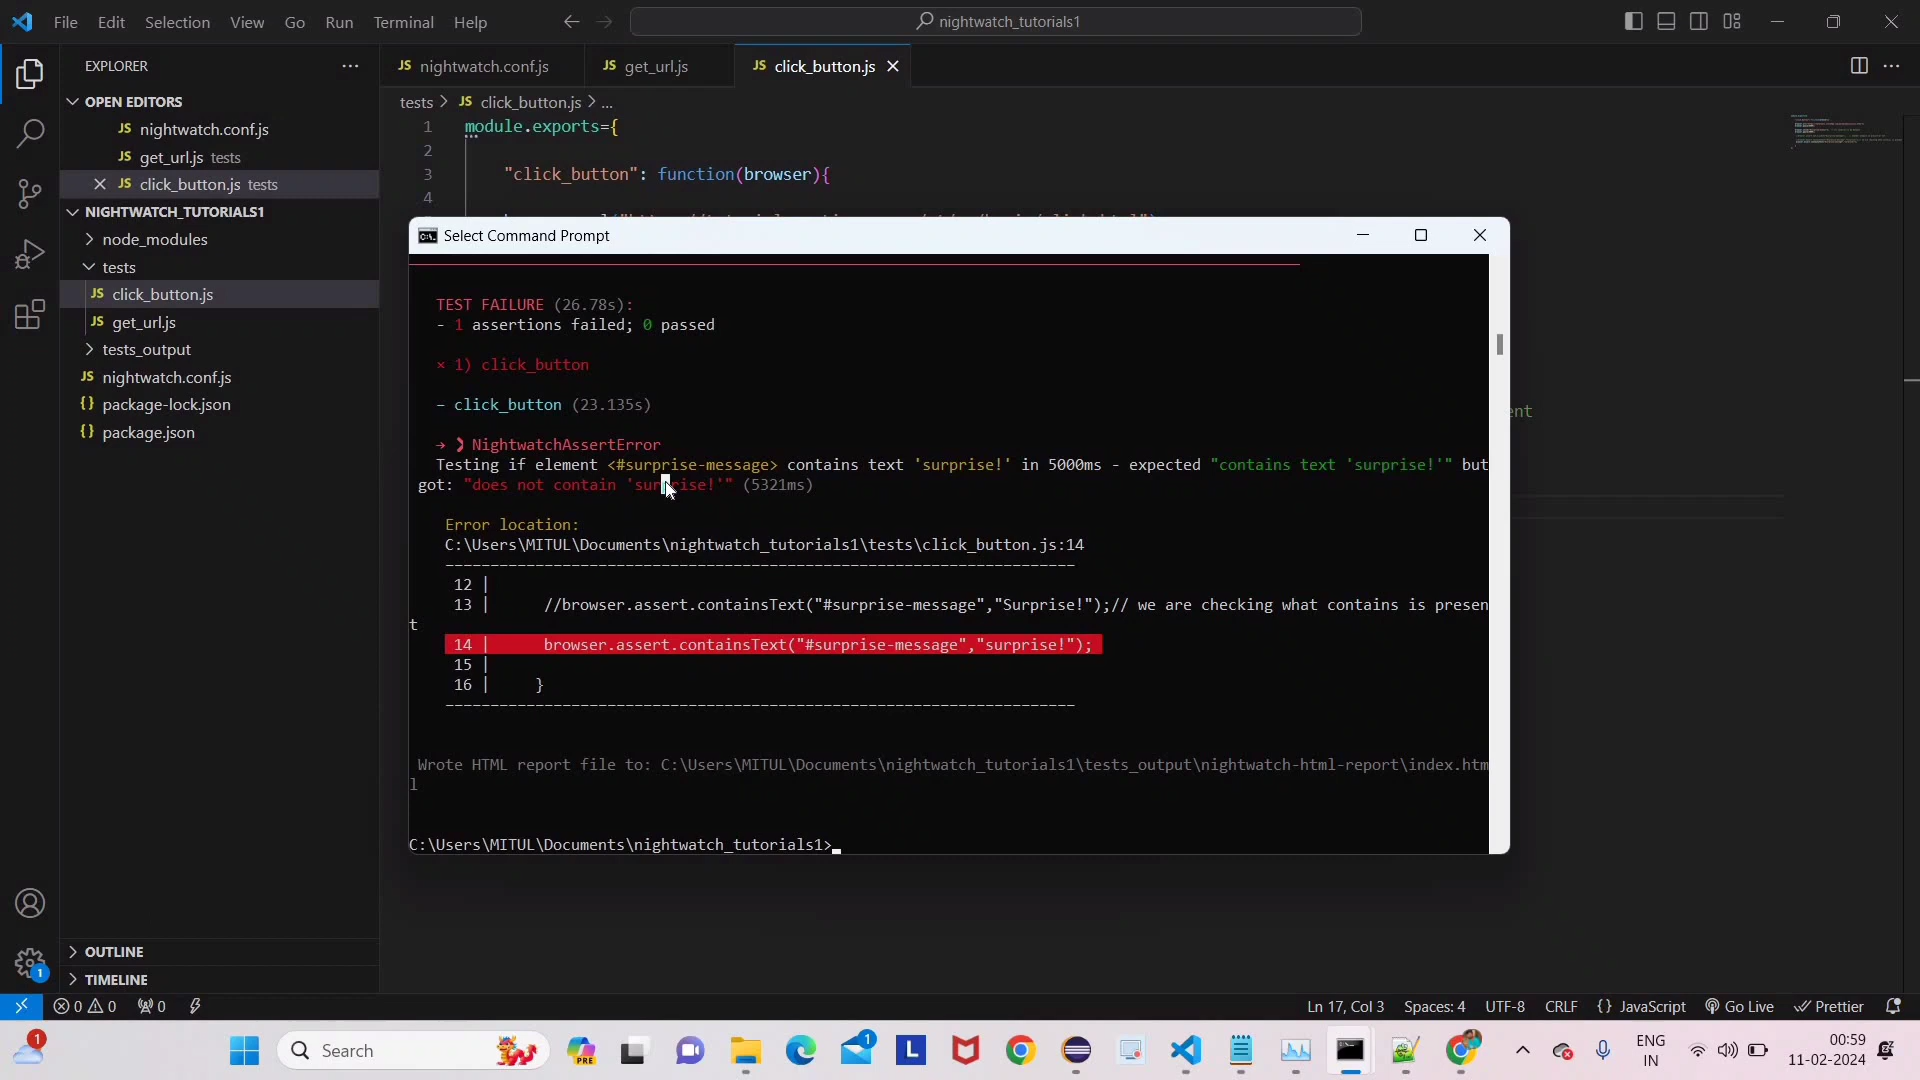 File Edit Selection View Go Run Terminal Help
nightwatch_tutorials1
EXPLORER
nightwatch.conf.js
get_url.js
click_button.js
OPEN EDITORS
nightwatch.conf.js
get_url.js tests
click_button.js tests
NIGHTWATCH_TUTORIALS1
node_modules
tests
click_button.js
get_url.js
tests_output
nightwatch.conf.js
package-lock.json
package.json
OUTLINE
TIMELINE
tests > JS click_button.js > ...
1 module.exports={
2
3 "click_button": function(browser){
4
Select Command Prompt
TEST FAILURE (26.78s):
- 1 assertions failed; 0 passed
× 1) click_button
– click_button (23.135s)
→ NightwatchAssertError
Testing if element <#surprise-message> contains text 'surprise!' in 5000ms - expected "contains text 'surprise!'" but
got: "does not contain 'surprise!'" (5321ms)
Error location:
C:\Users\MITUL\Documents\nightwatch_tutorials1\tests\click_button.js:14
12 |
13 | //browser.assert.containsText("#surprise-message","Surprise!");// we are checking what contains is presen
t
14 | browser.assert.containsText("#surprise-message","surprise!");
15 |
16 | }
Wrote HTML report file to: C:\Users\MITUL\Documents\nightwatch_tutorials1\tests_output\nightwatch-html-report\index.htm
l
C:\Users\MITUL\Documents\nightwatch_tutorials1>
ent
0 0 0
Ln 17, Col 3 Spaces: 4 UTF-8 CRLF {} JavaScript Go Live Prettier
Search
ENG
IN
00:59
11-02-2024